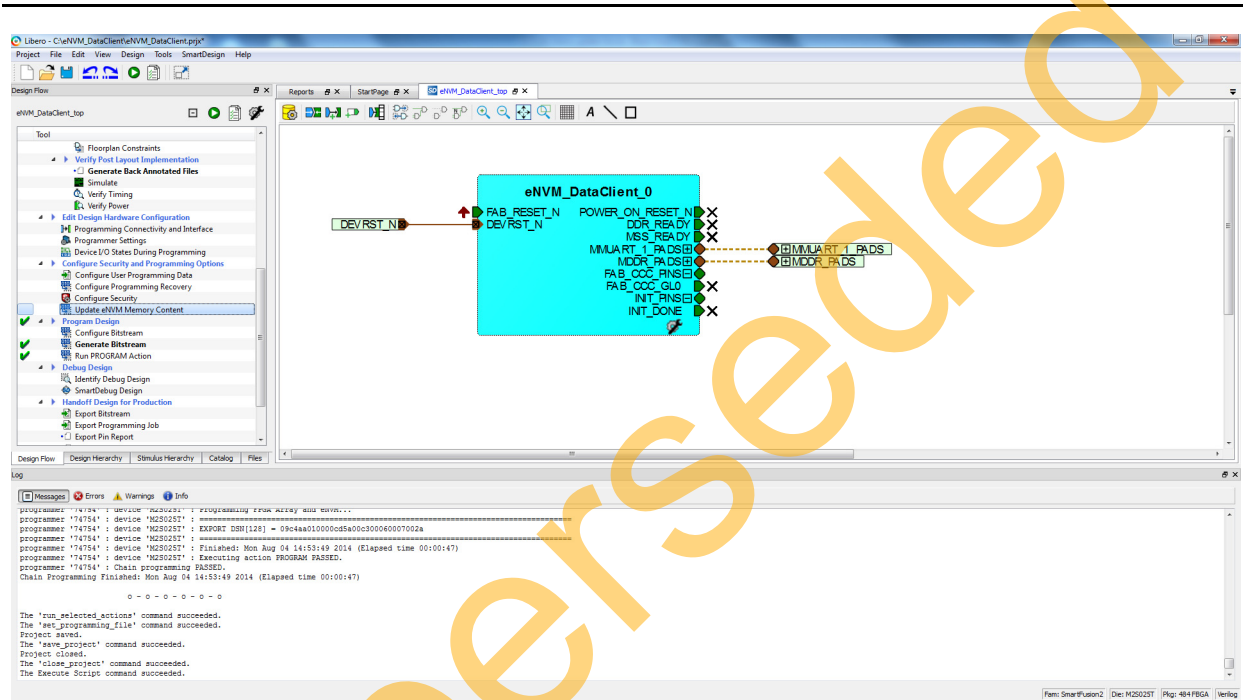 Libero - C:\eNVM_DataClient\eNVM_DataClient.prjx*
Project File Edit View Design Tools SmartDesign Help
Design Flow
Reports StartPage eNVM_DataClient_top
eNVM_DataClient_top
Tool
Floorplan Constraints
Verify Post Layout Implementation
Generate Back Annotated Files
Simulate
Verify Timing
Verify Power
Edit Design Hardware Configuration
Programming Connectivity and Interface
Programmer Settings
Device I/O States During Programming
Configure Security and Programming Options
Configure User Programming Data
Configure Programming Recovery
Configure Security
Update eNVM Memory Content
Program Design
Configure Bitstream
Generate Bitstream
Run PROGRAM Action
Debug Design
Identify Debug Design
SmartDebug Design
Handoff Design for Production
Export Bitstream
Export Programming Job
Export Pin Report
Design Flow Design Hierarchy Stimulus Hierarchy Catalog Files
eNVM_DataClient_0
FAB_RESET_N POWER_ON_RESET_N
DEVRST_N DEVRST_N DDR_READY
MSS_READY
MMUART_1_PADS MMUART_1_PADS
MDDR_PADS MDDR_PADS
FAB_CCC_PINS
FAB_CCC_GL0
INIT_PINS
INIT_DONE
Log
Messages Errors Warnings Info
programmer '74754' : device 'M2S025T' : Programming FPGA Array and eNVM...
programmer '74754' : device 'M2S025T' : =====================================================================
programmer '74754' : device 'M2S025T' : EXPORT DSN[128] = 09c4aa010000cd5a00c300060007002a
programmer '74754' : device 'M2S025T' : =====================================================================
programmer '74754' : device 'M2S025T' : Finished: Mon Aug 04 14:53:49 2014 (Elapsed time 00:00:47)
programmer '74754' : device 'M2S025T' : Executing action PROGRAM PASSED.
programmer '74754' : Chain programming PASSED.
Chain Programming Finished: Mon Aug 04 14:53:49 2014 (Elapsed time 00:00:47)
o - o - o - o - o - o
The 'run_selected_actions' command succeeded.
The 'set_programming_file' command succeeded.
Project saved.
The 'save_project' command succeeded.
Project closed.
The 'close_project' command succeeded.
The Execute Script command succeeded.
Fam: SmartFusion2 Die: M2S025T Pkg: 484 FBGA Verilog
erseded